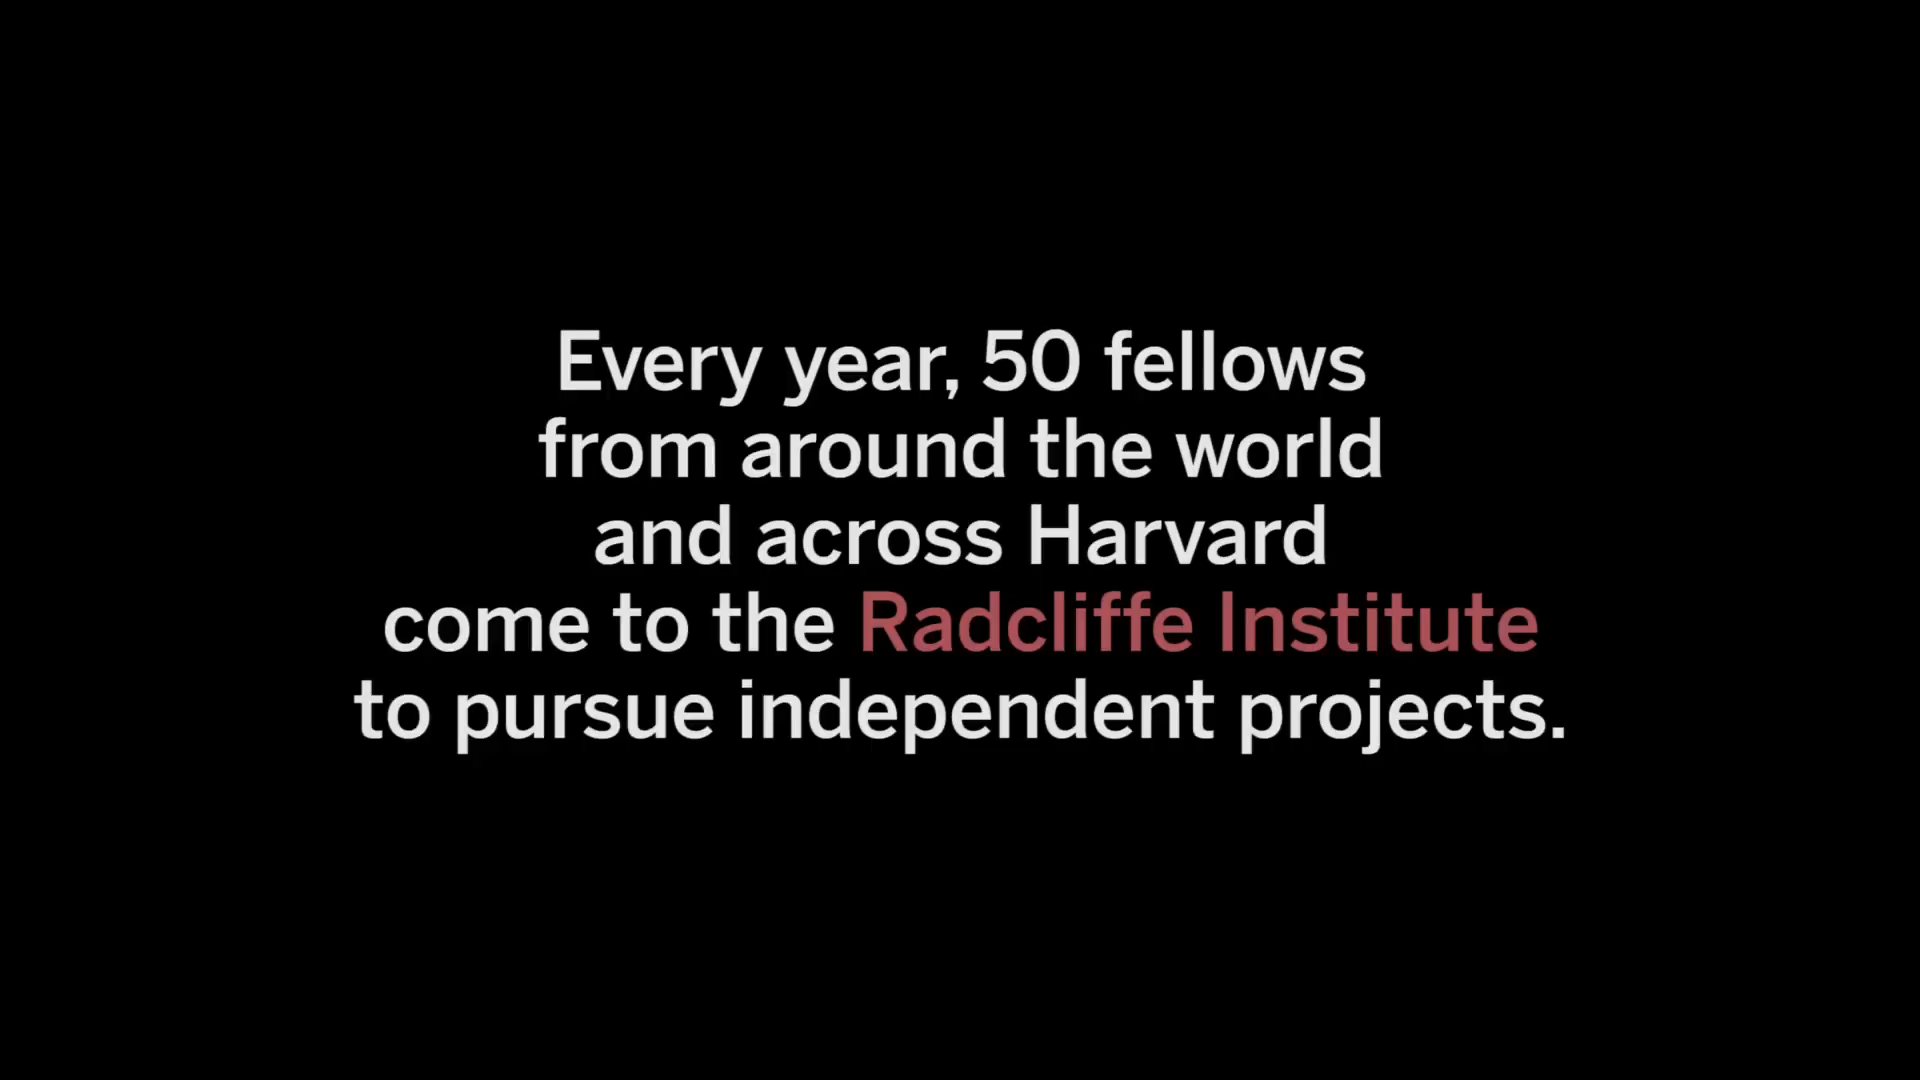 Every year, 50 fellows
from around the world
and across Harvard
come to the Radcliffe Institute
to pursue independent projects.